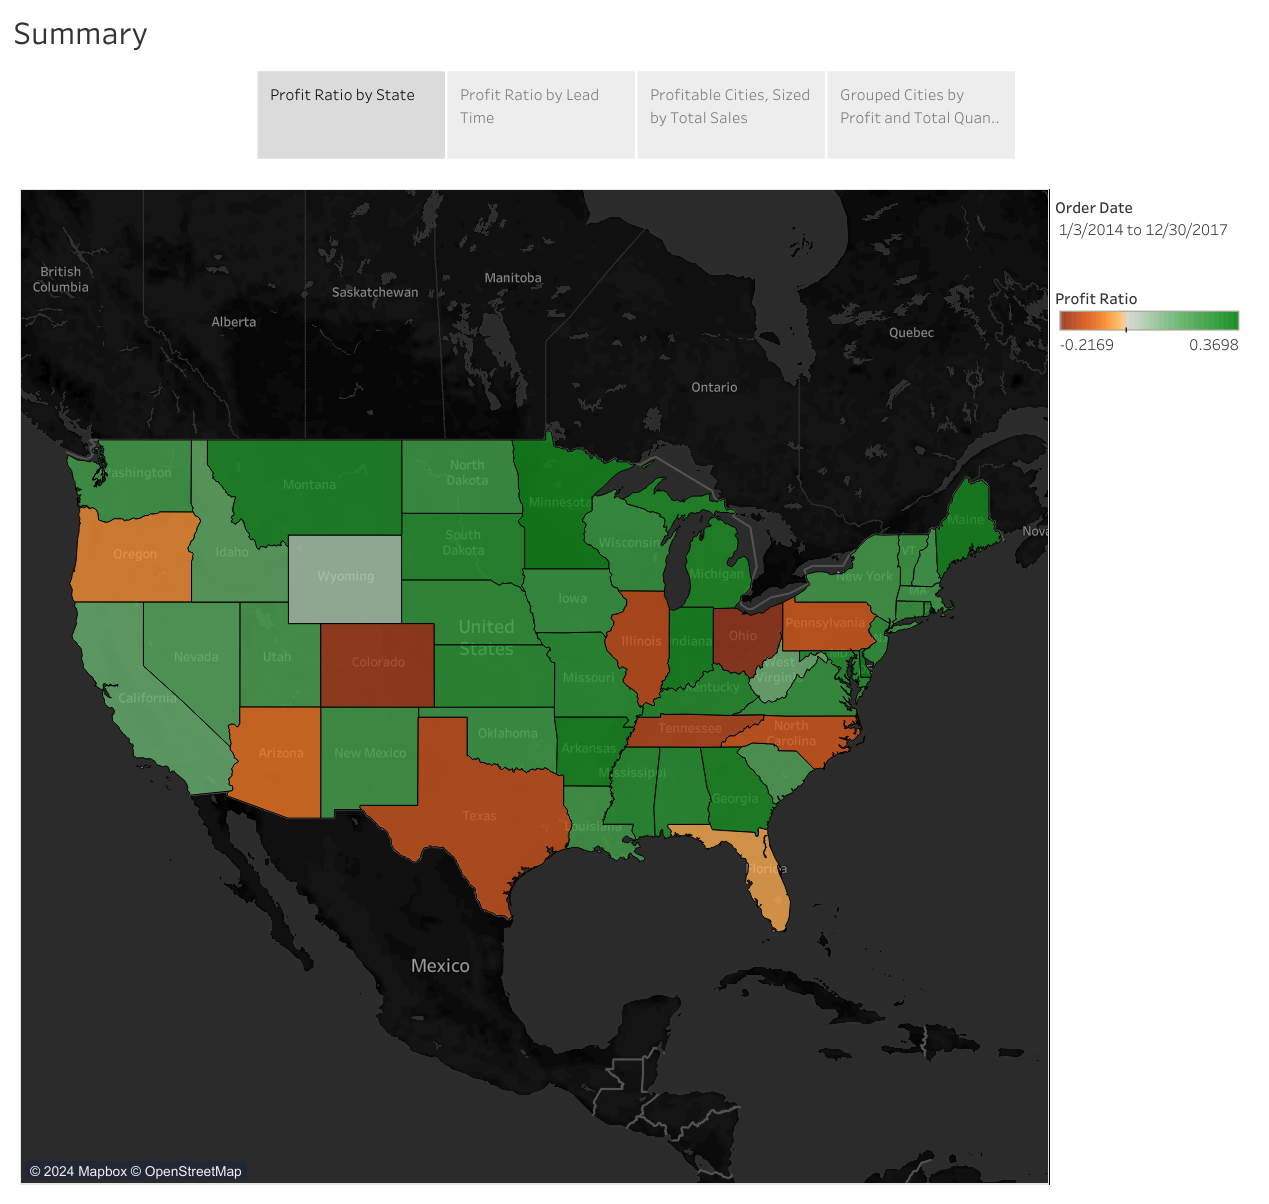 Summary
Profit Ratio by State
Profit Ratio by Lead
Time
Profitable Cities, Sized
by Total Sales
Grouped Cities by
Profit and Total Quan..
Order Date
1/3/2014 to 12/30/2017
Profit Ratio
-0.2169
0.3698
British
Columbia
Alberta
Saskatchewan
Manitoba
Ontario
Quebec
Nova
ashington
Montana
North
Dakota
Minnesota
Maine
Oregon
Idaho
Wyoming
South
Dakota
Wisconsin
Michigan
New York
VT
MA
Iowa
United
States
Nevada
Utah
Colorado
California
Illinois
ndiana
Ohio
Pennsylvania
MD
West
Virginia
Missouri
Kentucky
Arizona
New Mexico
Oklahoma
Arkansas
Tennessee
North
Carolina
Mississippi
Georgia
Texas
Louisiana
Florida
Mexico
© 2024 Mapbox © OpenStreetMap